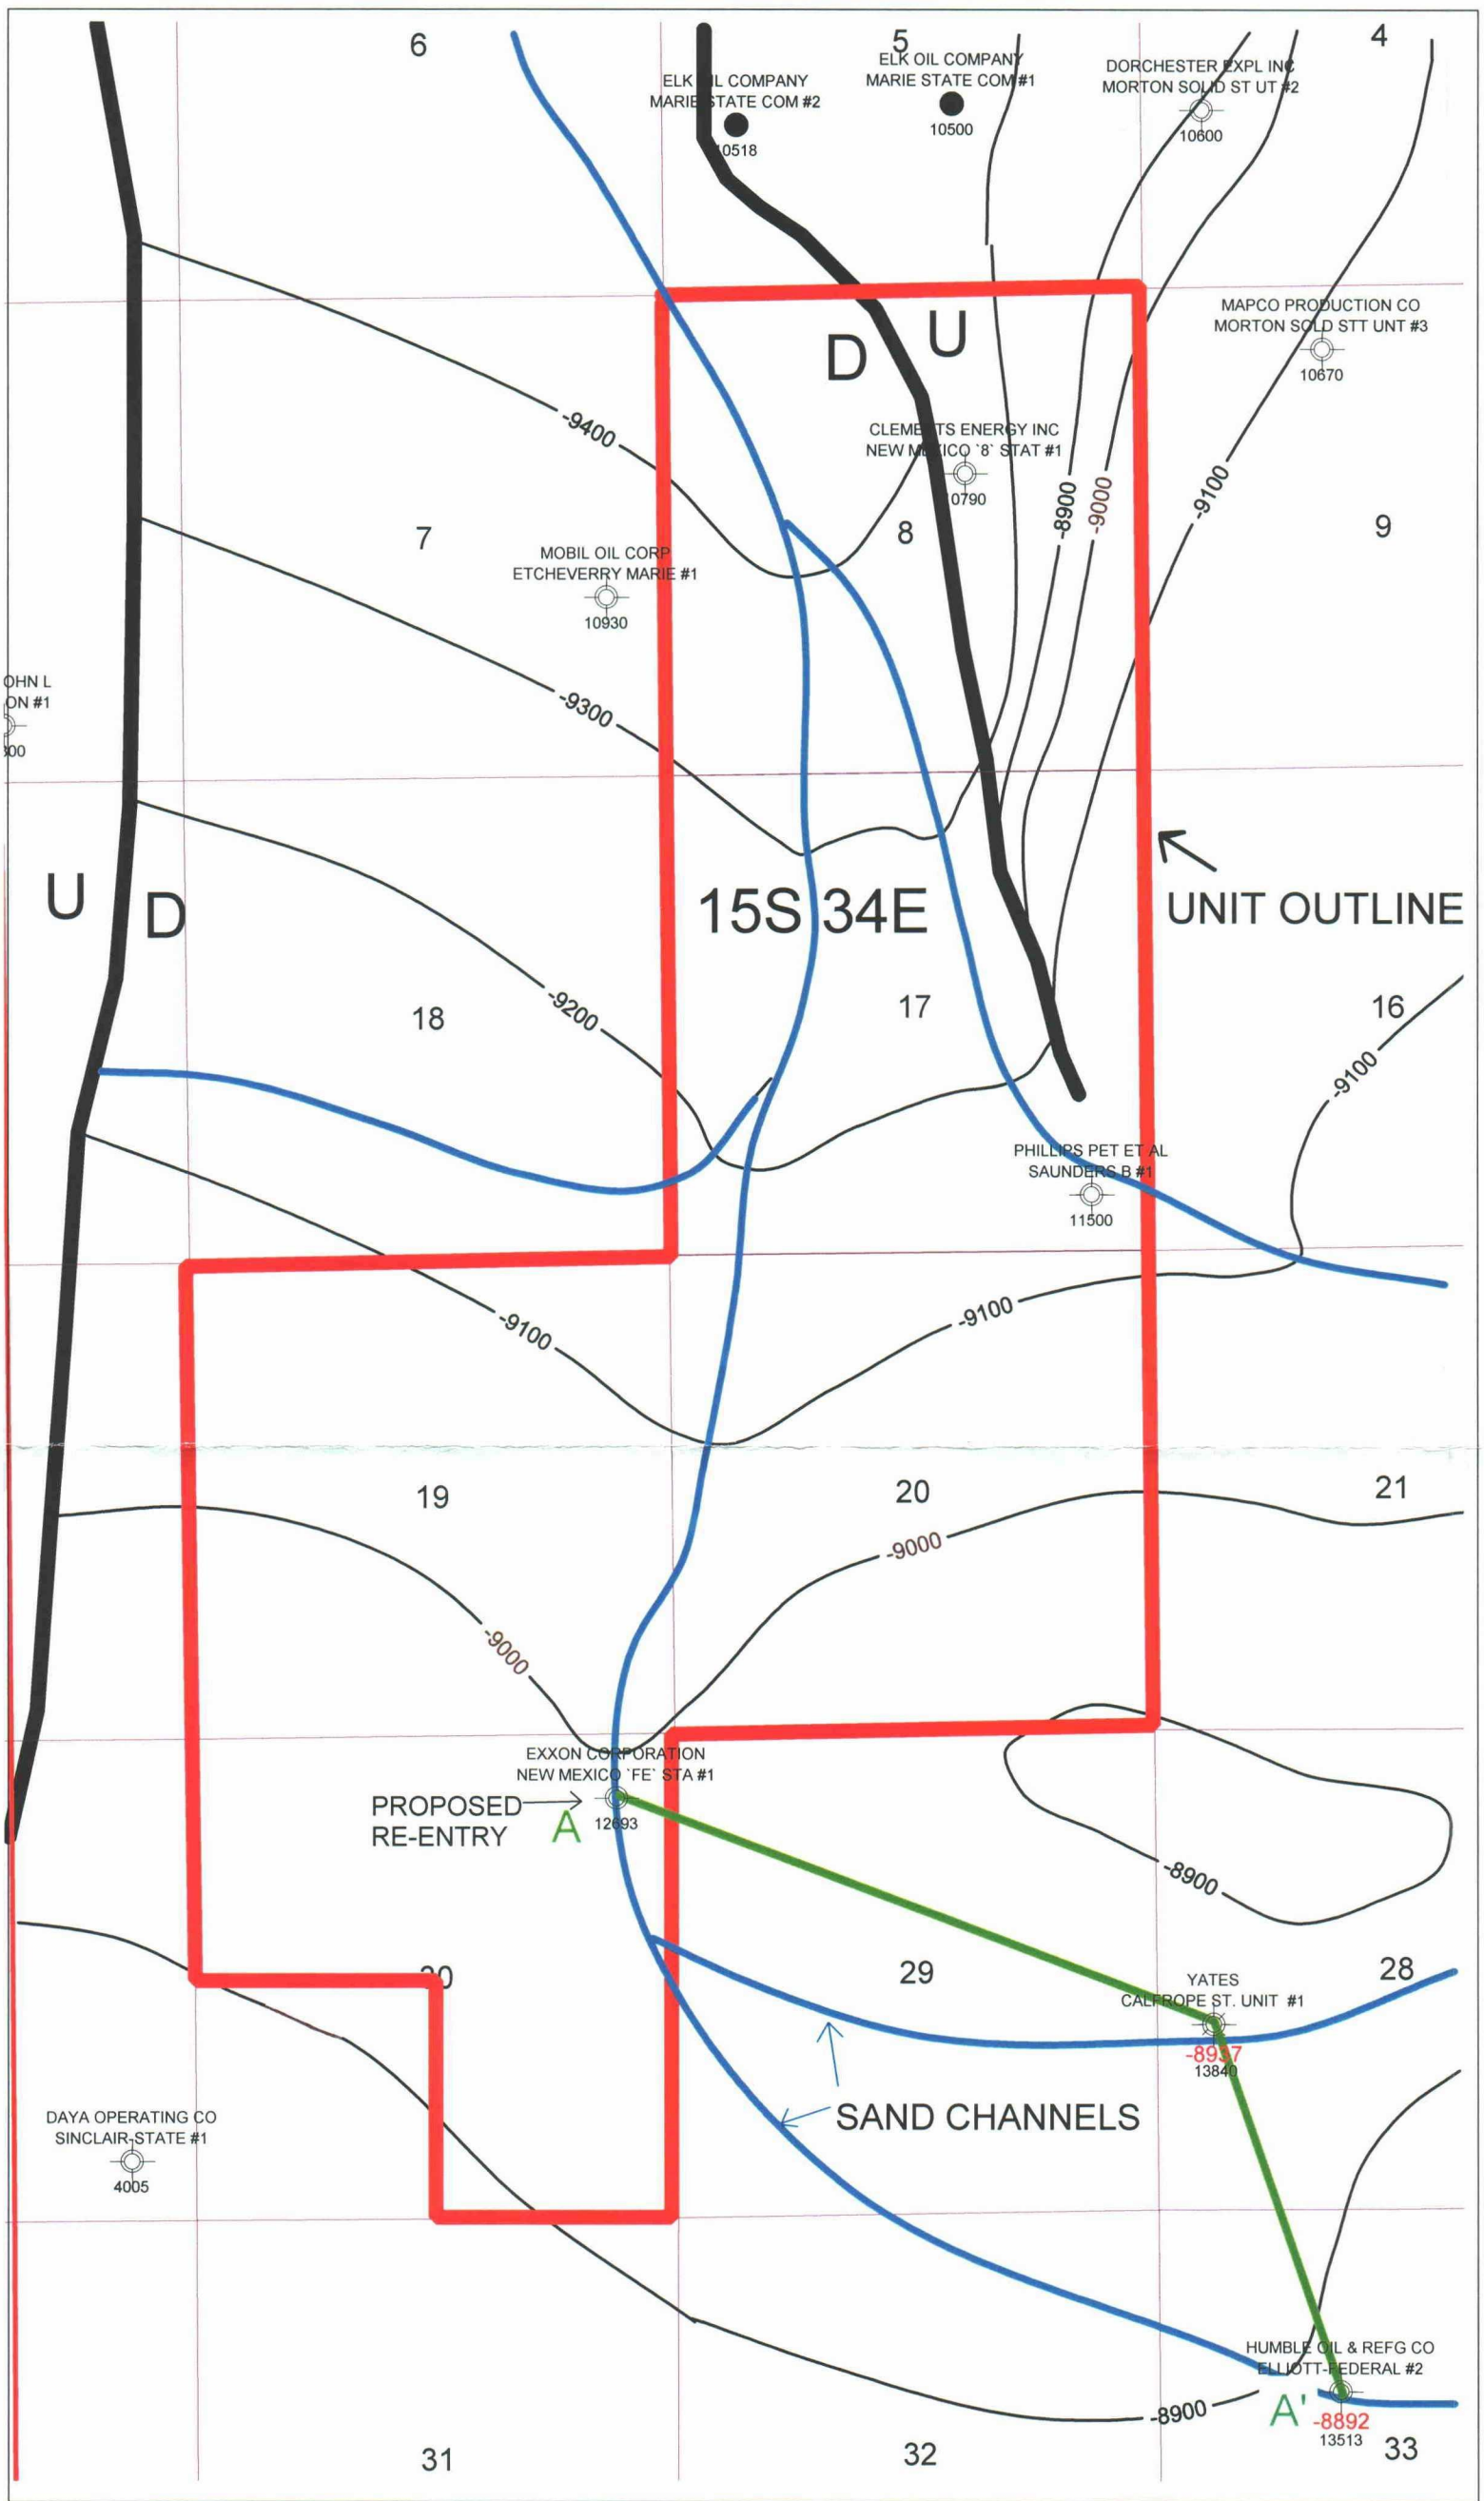 6
5
4
ELK OIL COMPANY
MARIE STATE COM #2
10518
ELK OIL COMPANY
MARIE STATE COM #1
10500
DORCHESTER EXPL INC
MORTON SOLID ST UT #2
10600
D
U
MAPCO PRODUCTION CO
MORTON SOLD STT UNT #3
10670
-9400
CLEMENTS ENERGY INC
NEW MEXICO `8` STAT #1
10790
-8900
-9000
-9100
7
8
9
MOBIL OIL CORP
ETCHEVERRY MARIE #1
10930
OHN L
ON #1
-9300
U
D
15S 34E
UNIT OUTLINE
18
-9200
17
16
-9100
PHILLIPS PET ET AL
SAUNDERS B #1
11500
-9100
-9100
19
20
21
-9000
-9000
EXXON CORPORATION
NEW MEXICO `FE` STA #1
12693
PROPOSED
RE-ENTRY
A
-8900
30
29
28
YATES
CALFROPE ST. UNIT #1
-8937
13840
SAND CHANNELS
DAYA OPERATING CO
SINCLAIR-STATE #1
4005
HUMBLE OIL & REFG CO
ELLIOTT-FEDERAL #2
A'
-8892
13513
-8900
31
32
33